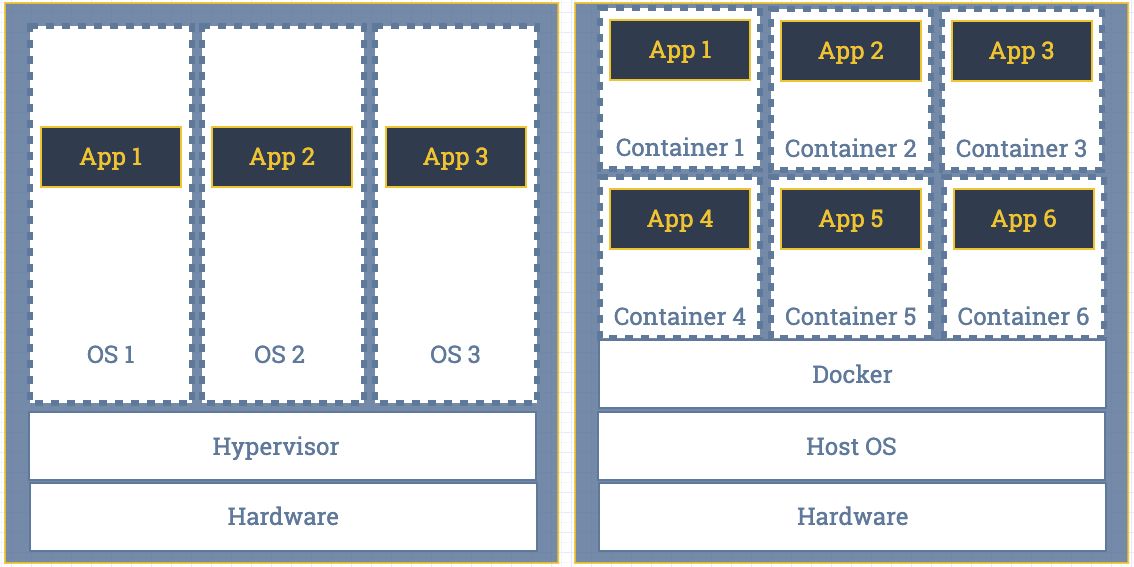 App 1
App 2
App 3
OS 1
OS 2
OS 3
Hypervisor
Hardware
App 1
App 2
App 3
Container 1
Container 2
Container 3
App 4
App 5
App 6
Container 4
Container 5
Container 6
Docker
Host OS
Hardware